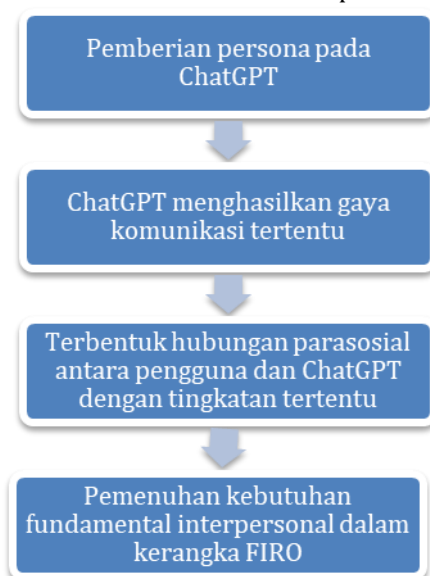 Pemberian persona pada
ChatGPT
ChatGPT menghasilkan gaya
komunikasi tertentu
Terbentuk hubungan parasosial
antara pengguna dan ChatGPT
dengan tingkatan tertentu
Pemenuhan kebutuhan
fundamental interpersonal dalam
kerangka FIRO